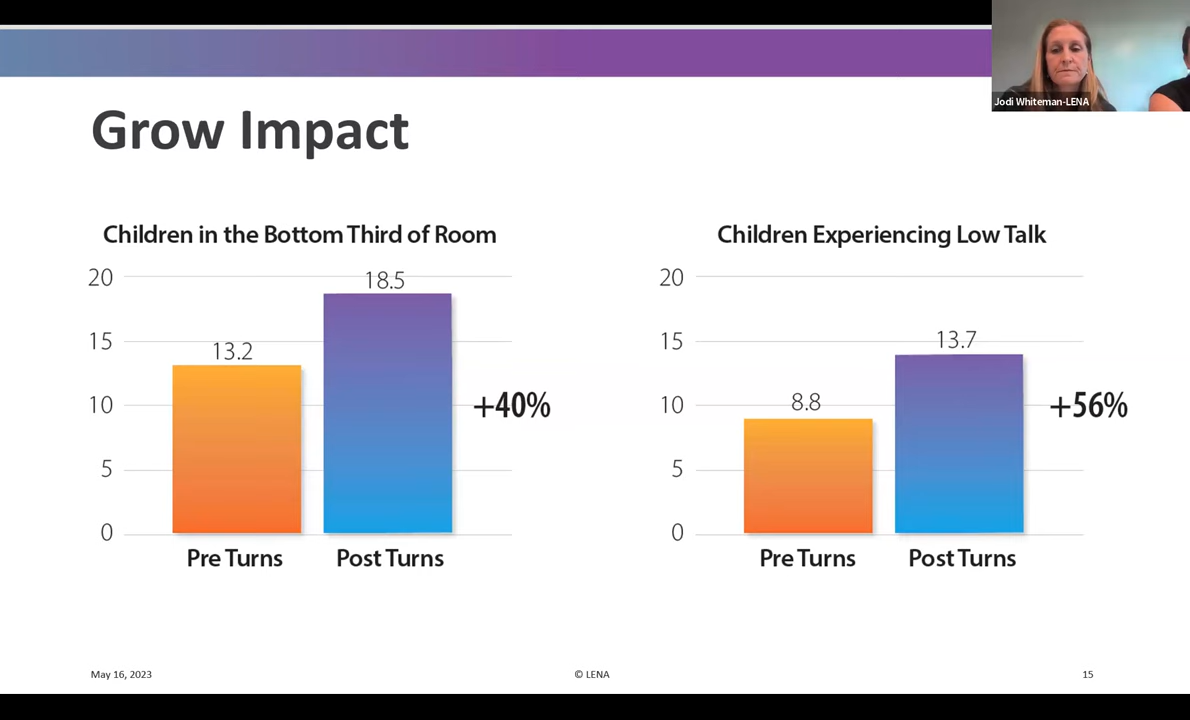 Jodi Whiteman-LENA
Grow Impact
Children in the Bottom Third of Room
20
15
10
5
0
13.2
18.5
+40%
Pre Turns
Post Turns
Children Experiencing Low Talk
20
15
10
5
0
8.8
13.7
+56%
Pre Turns
Post Turns
May 16, 2023
© LENA
15